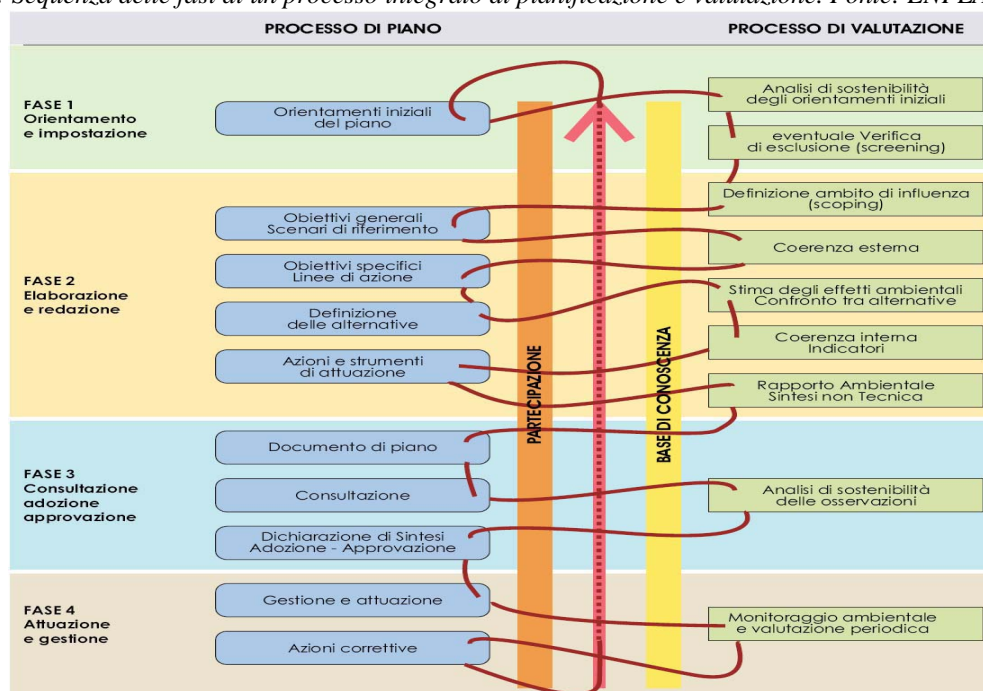 Sequenza delle fasi di un processo integrato di pianificazione e valutazione. Fonte: ENPLA
PROCESSO DI PIANO
PROCESSO DI VALUTAZIONE
FASE 1
Orientamento
e impostazione
Orientamenti iniziali
del piano
Analisi di sostenibilità
degli orientamenti iniziali
eventuale Verifica
di esclusione (screening)
FASE 2
Elaborazione
e redazione
Obiettivi generali
Scenari di riferimento
Obiettivi specifici
Linee di azione
Definizione
delle alternative
Azioni e strumenti
di attuazione
Definizione ambito di influenza
(scoping)
Coerenza esterna
Stima degli effetti ambientali
Confronto tra alternative
Coerenza interna
Indicatori
Rapporto Ambientale
Sintesi non Tecnica
PARTECIPAZIONE
BASE DI CONOSCENZA
FASE 3
Consultazione
adozione
approvazione
Documento di piano
Consultazione
Dichiarazione di Sintesi
Adozione - Approvazione
Analisi di sostenibilità
delle osservazioni
FASE 4
Attuazione
e gestione
Gestione e attuazione
Azioni correttive
Monitoraggio ambientale
e valutazione periodica